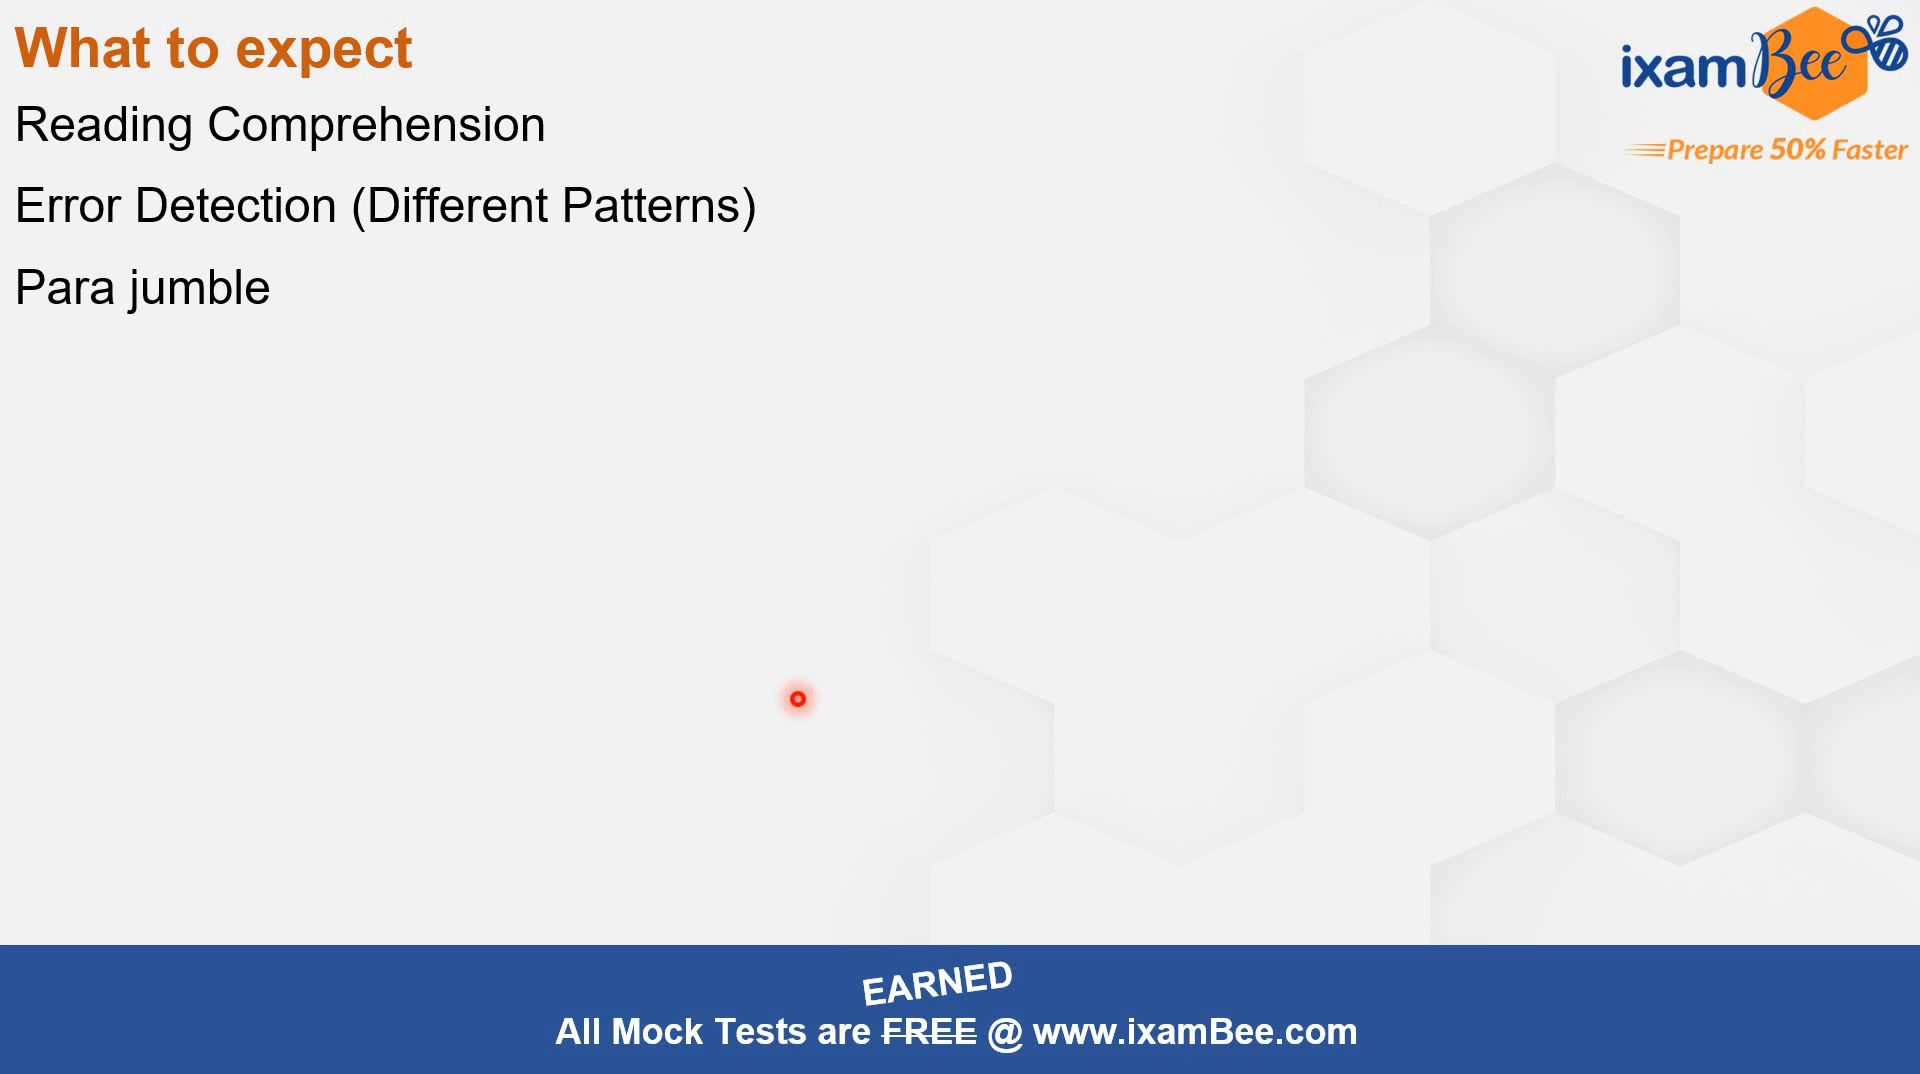 What to expect
ixamBee
Prepare 50% Faster
Reading Comprehension
Error Detection (Different Patterns)
Para jumble
EARNED
All Mock Tests are FREE @ www.ixamBee.com